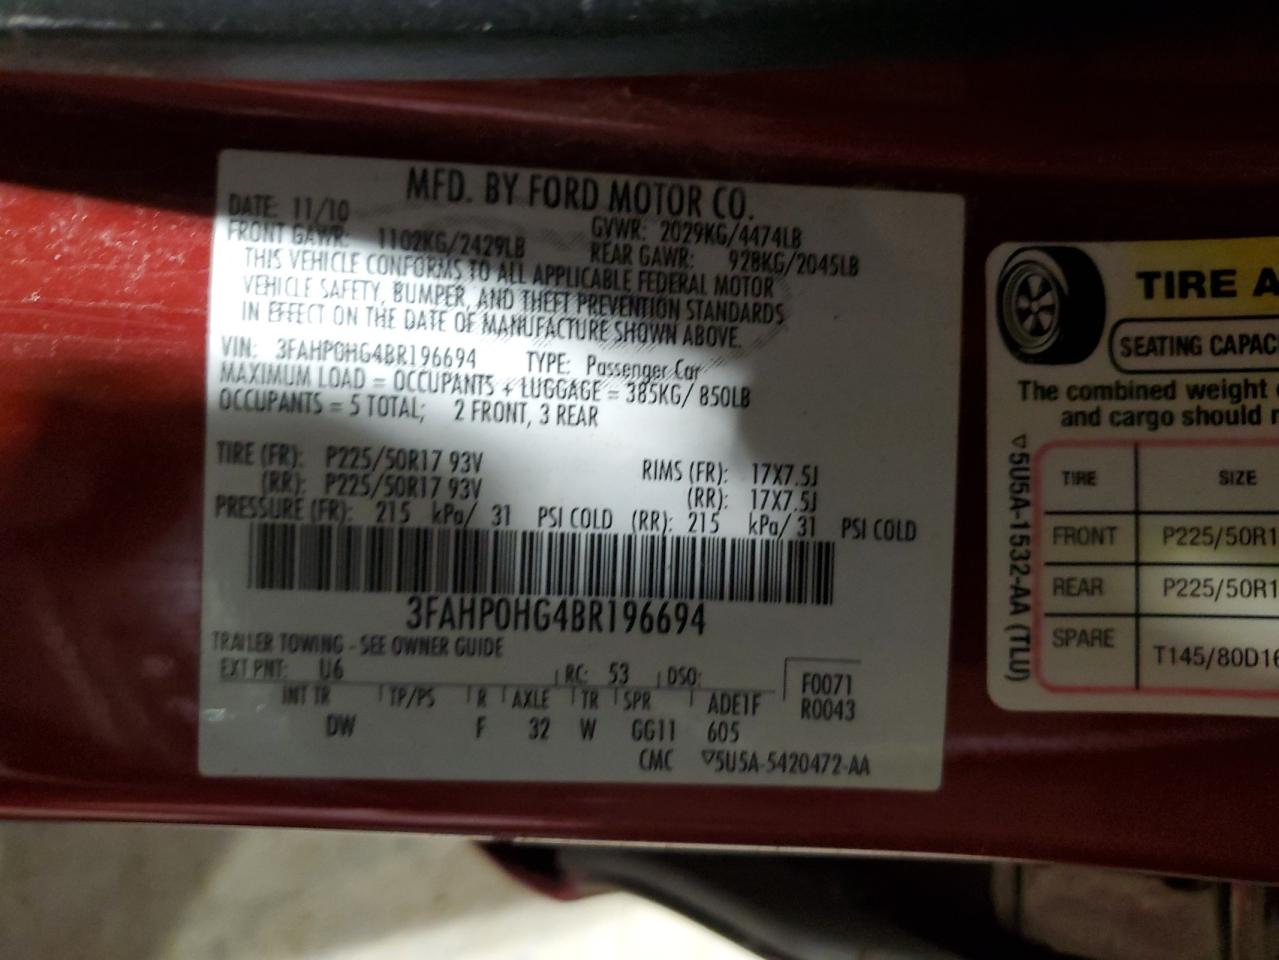 MFD. BY FORD MOTOR CO.
DATE: 11/10 GVWR: 2029KG/4474LB
FRONT GAWR: 1102KG/2429LB REAR GAWR: 928KG/2045LB
THIS VEHICLE CONFORMS TO ALL APPLICABLE FEDERAL MOTOR
VEHICLE SAFETY, BUMPER, AND THEFT PREVENTION STANDARDS
IN EFFECT ON THE DATE OF MANUFACTURE SHOWN ABOVE.
VIN: 3FAHP0HG4BR196694 TYPE: Passenger Car
MAXIMUM LOAD = OCCUPANTS + LUGGAGE = 385KG/ 850LB
OCCUPANTS = 5 TOTAL; 2 FRONT, 3 REAR
TIRE (FR): P225/50R17 93V RIMS (FR): 17X7.5J
(RR): P225/50R17 93V (RR): 17X7.5J
PRESSURE (FR): 215 kPa/ 31 PSI COLD (RR): 215 kPa/ 31 PSI COLD
3FAHP0HG4BR196694
TRAILER TOWING - SEE OWNER GUIDE
EXT PNT: U6 RC: 53 DSO: F0071
INT TR TP/PS R AXLE TR SPR ADE1F R0043
DW F 32 W GG11 605
CMC ▽5U5A-5420472-AA
TIRE A
SEATING CAPAC
The combined weight
and cargo should
▽5U5A-1532-AA (TLU)
TIRE SIZE
FRONT P225/50R1
REAR P225/50R1
SPARE T145/80D16